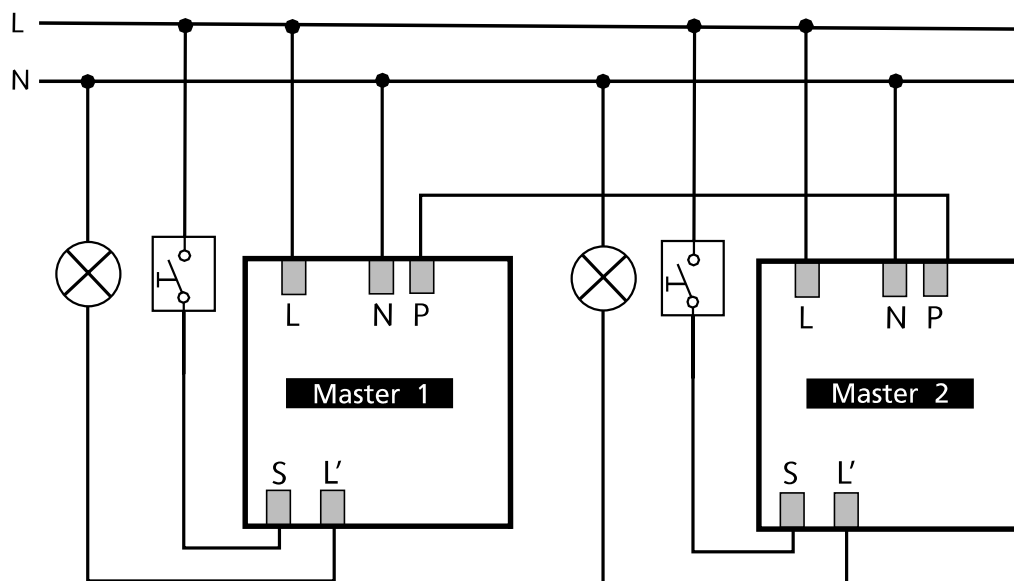 L
N
L N P
L N P
Master 1
Master 2
S L′
S L′